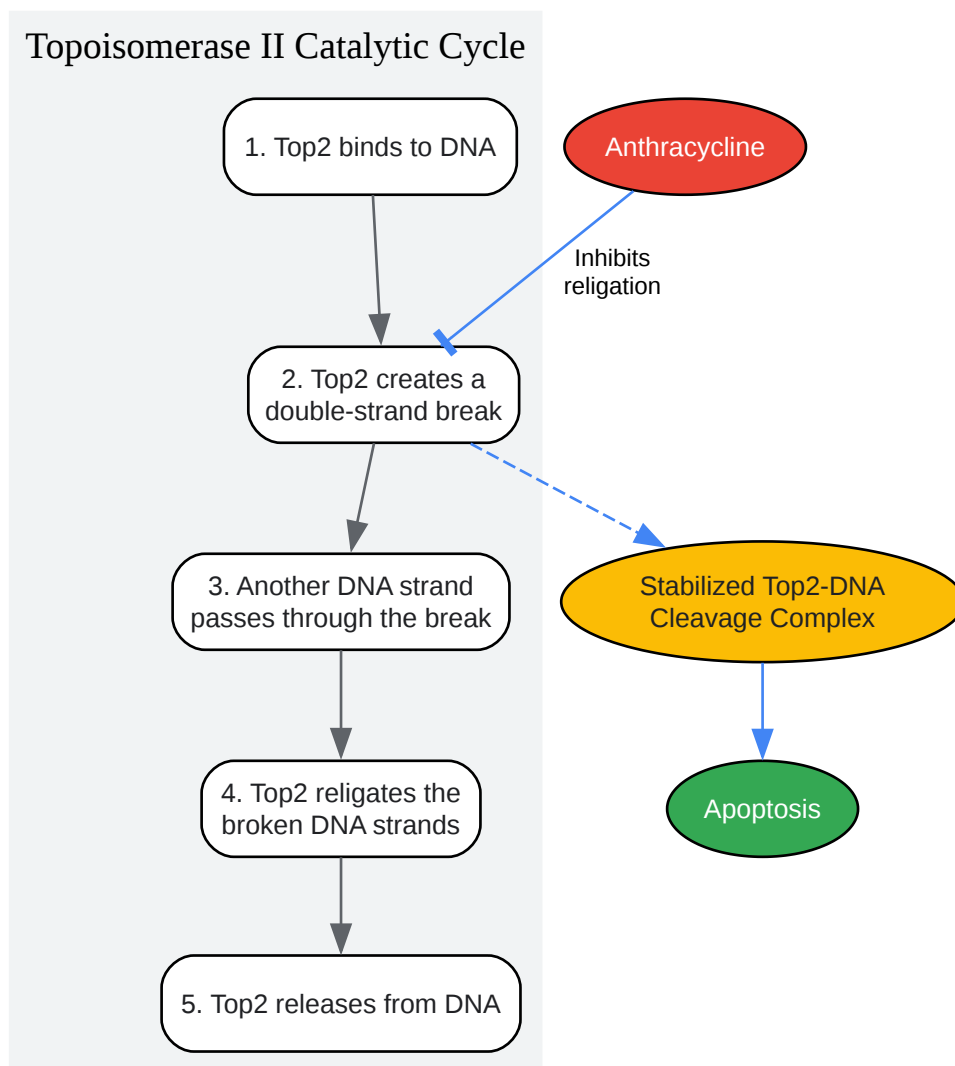 Topoisomerase II Catalytic Cycle
1. Top2 binds to DNA
Anthracycline
Inhibits
religation
2. Top2 creates a
double-strand break
3. Another DNA strand
passes through the break
Stabilized Top2-DNA
Cleavage Complex
4. Top2 religates the
broken DNA strands
Apoptosis
5. Top2 releases from DNA